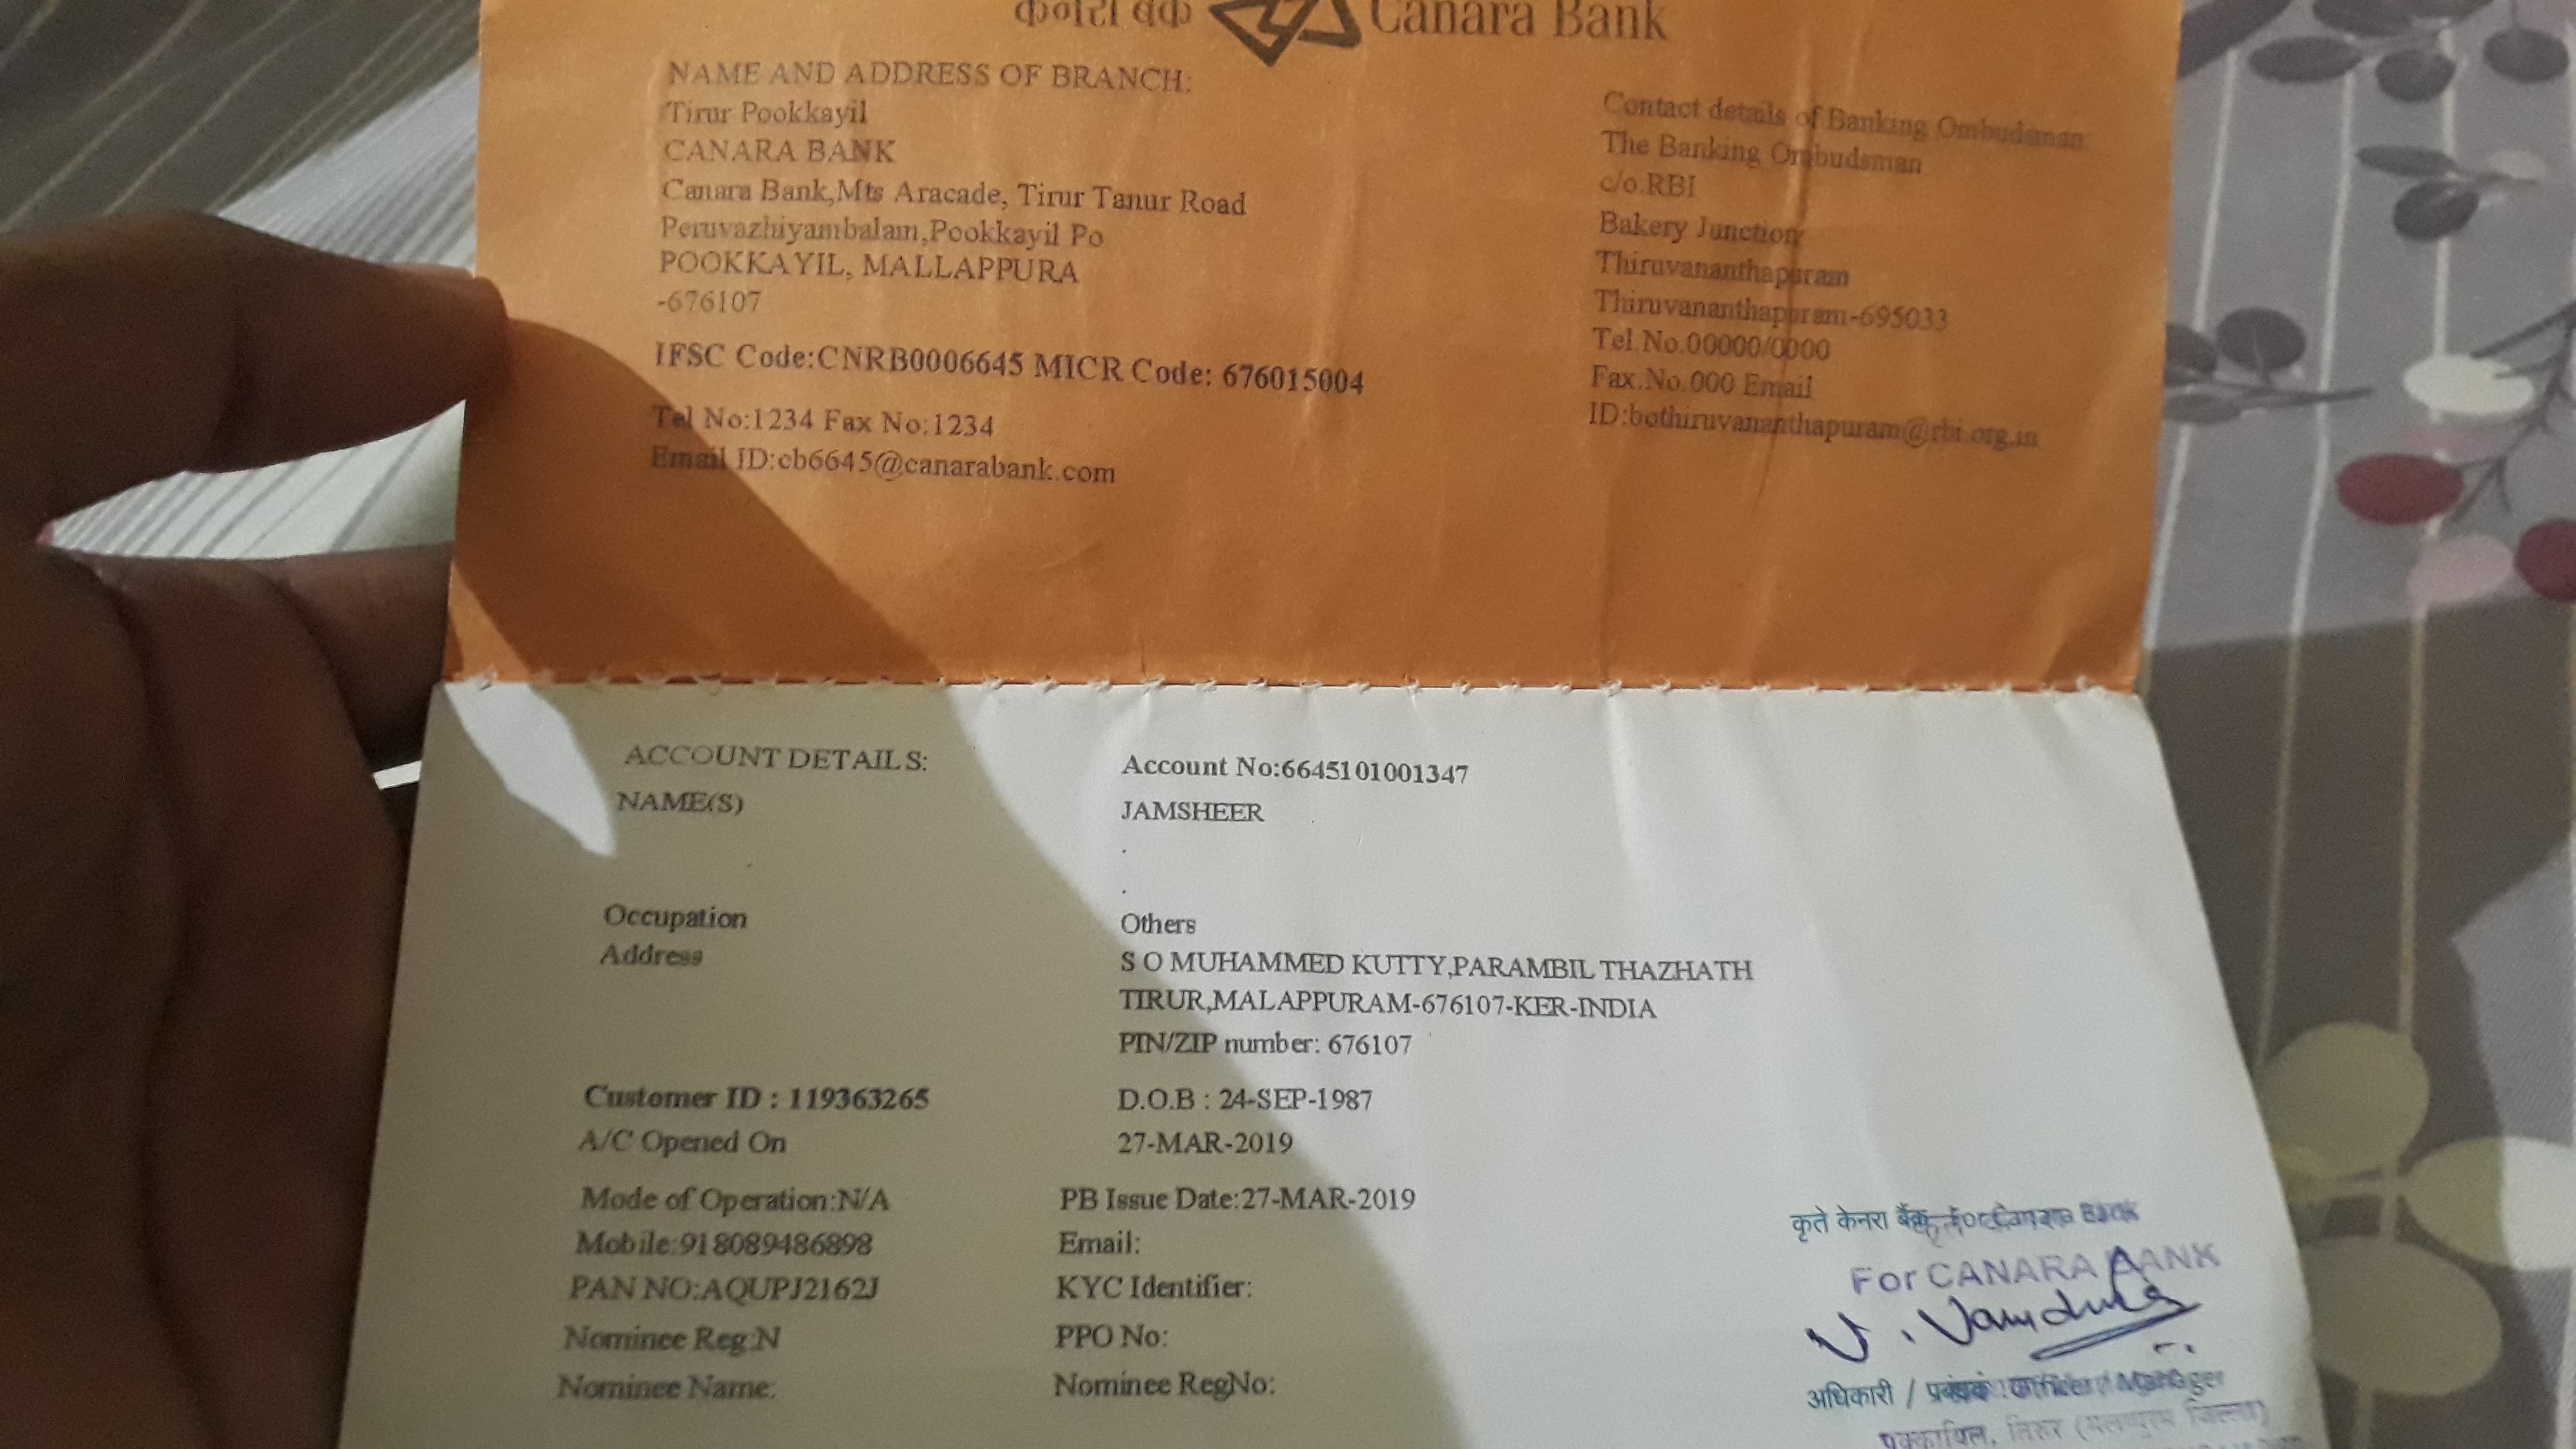 केनरा बैंक Canara Bank
NAME AND ADDRESS OF BRANCH:
Tirur Pookkayil
CANARA BANK
Canara Bank,Mts Aracade, Tirur Tanur Road
Peruvazhiyambalam,Pookkayil Po
POOKKAYIL, MALLAPPURA
-676107
IFSC Code:CNRB0006645 MICR Code: 676015004
Tel No:1234 Fax No:1234
Email ID:cb6645@canarabank.com
Contact details of Banking Ombudsman:
The Banking Ombudsman
c/o.RBI
Bakery Junction
Thiruvananthapuram
Thiruvananthapuram-695033
Tel.No.00000/0000
Fax.No.000 Email
ID:bothiruvananthapuram@rbi.org.in
ACCOUNT DETAILS: Account No:6645101001347
NAME(S) JAMSHEER
.
.
Occupation Others
Address S O MUHAMMED KUTTY,PARAMBIL THAZHATH
TIRUR,MALAPPURAM-676107-KER-INDIA
PIN/ZIP number: 676107
Customer ID : 119363265 D.O.B : 24-SEP-1987
A/C Opened On 27-MAR-2019
Mode of Operation:N/A PB Issue Date:27-MAR-2019
Mobile:918089486898 Email:
PAN NO:AQUPJ2162J KYC Identifier:
Nominee Reg:N PPO No:
Nominee Name: Nominee RegNo:
कृते केनरा बैंक For Canara Bank
For CANARA BANK
अधिकारी / प्रबंधक Officer / Manager